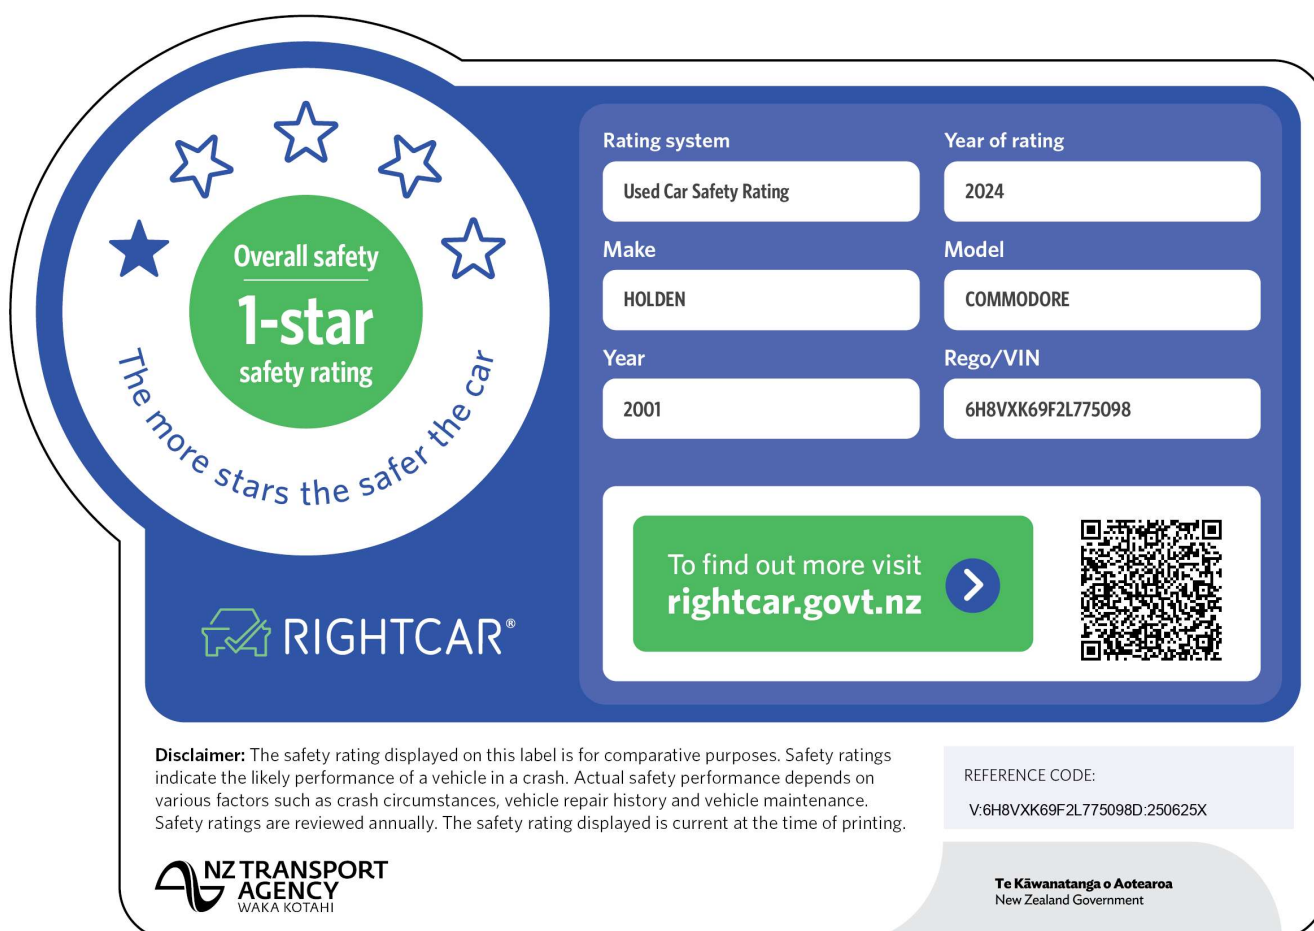 Overall safety
1-star
safety rating
The more stars the safer the car
RIGHTCAR®
Rating system
Used Car Safety Rating
Year of rating
2024
Make
HOLDEN
Model
COMMODORE
Year
2001
Rego/VIN
6H8VXK69F2L775098
To find out more visit
rightcar.govt.nz
Disclaimer: The safety rating displayed on this label is for comparative purposes. Safety ratings
indicate the likely performance of a vehicle in a crash. Actual safety performance depends on
various factors such as crash circumstances, vehicle repair history and vehicle maintenance.
Safety ratings are reviewed annually. The safety rating displayed is current at the time of printing.
REFERENCE CODE:
V:6H8VXK69F2L775098D:250625X
NZ TRANSPORT
AGENCY
WAKA KOTAHI
Te Kāwanatanga o Aotearoa
New Zealand Government